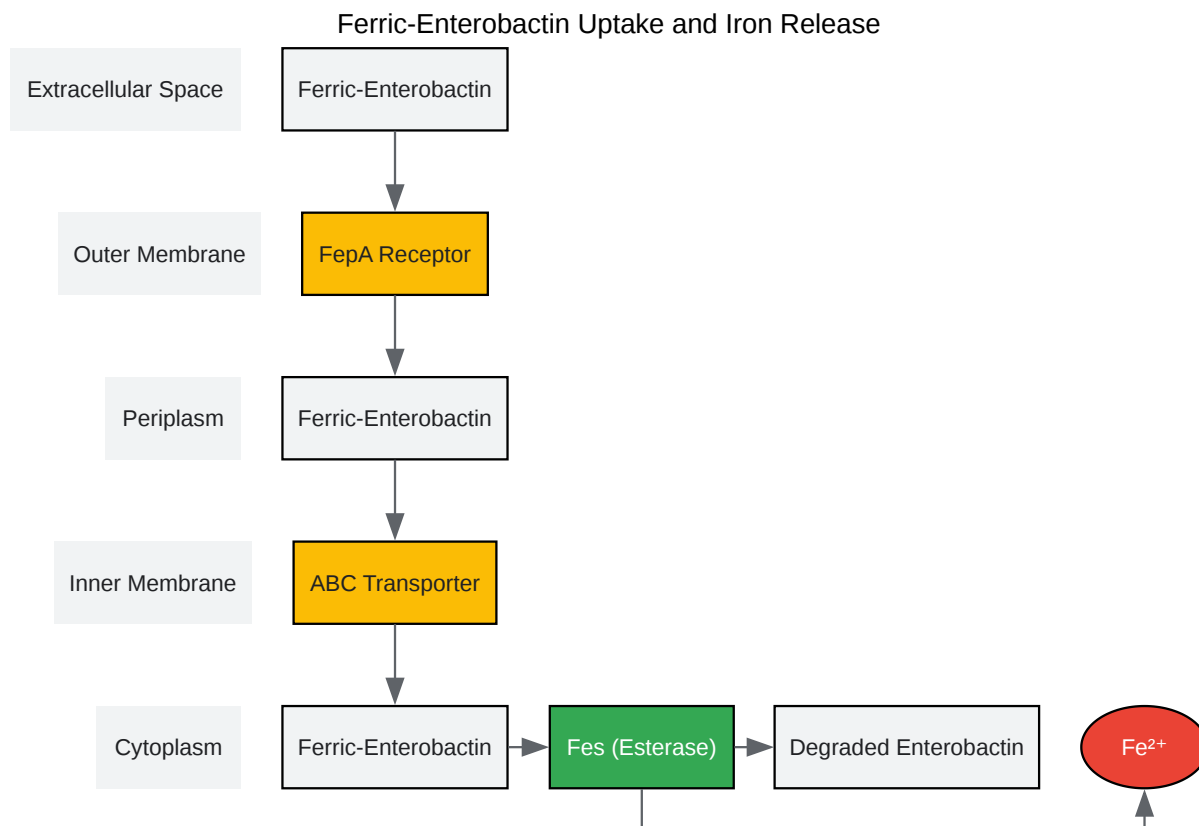 Ferric-Enterobactin Uptake and Iron Release
Extracellular Space
Ferric-Enterobactin
Outer Membrane
FepA Receptor
Periplasm
Ferric-Enterobactin
Inner Membrane
ABC Transporter
Cytoplasm
Ferric-Enterobactin
Fes (Esterase)
Degraded Enterobactin
Fe²⁺